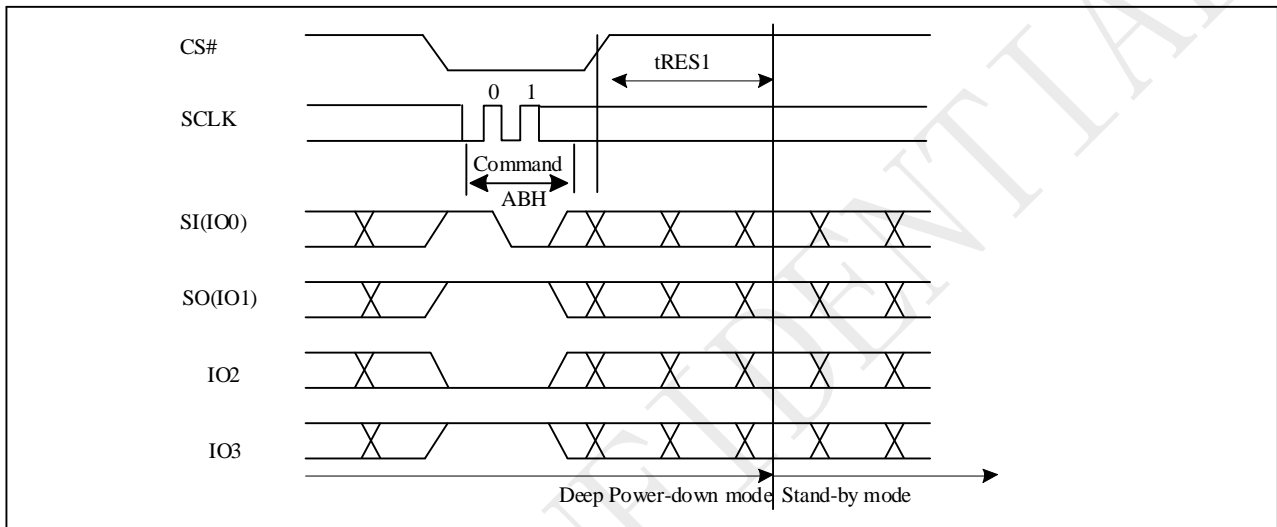 CS#
tRES1
0 1
SCLK
Command
ABH
SI(IO0)
SO(IO1)
IO2
IO3
Deep Power-down mode Stand-by mode
FIDENTIA